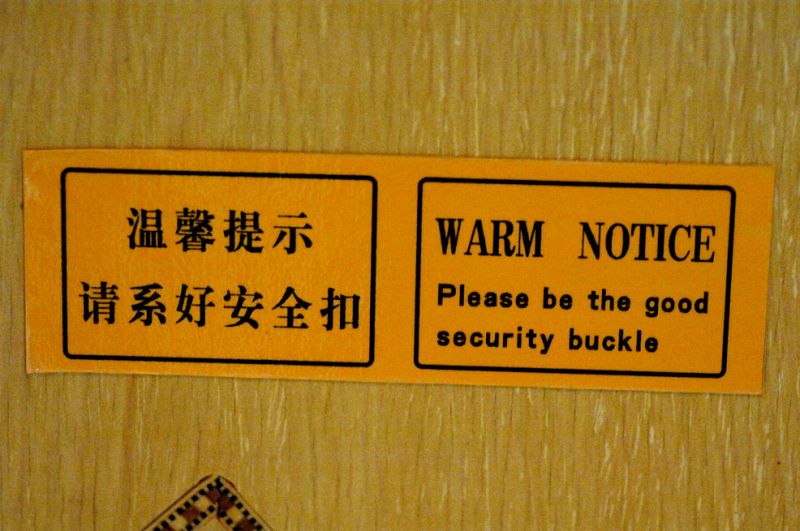 温馨提示
请系好安全扣
WARM NOTICE
Please be the good
security buckle